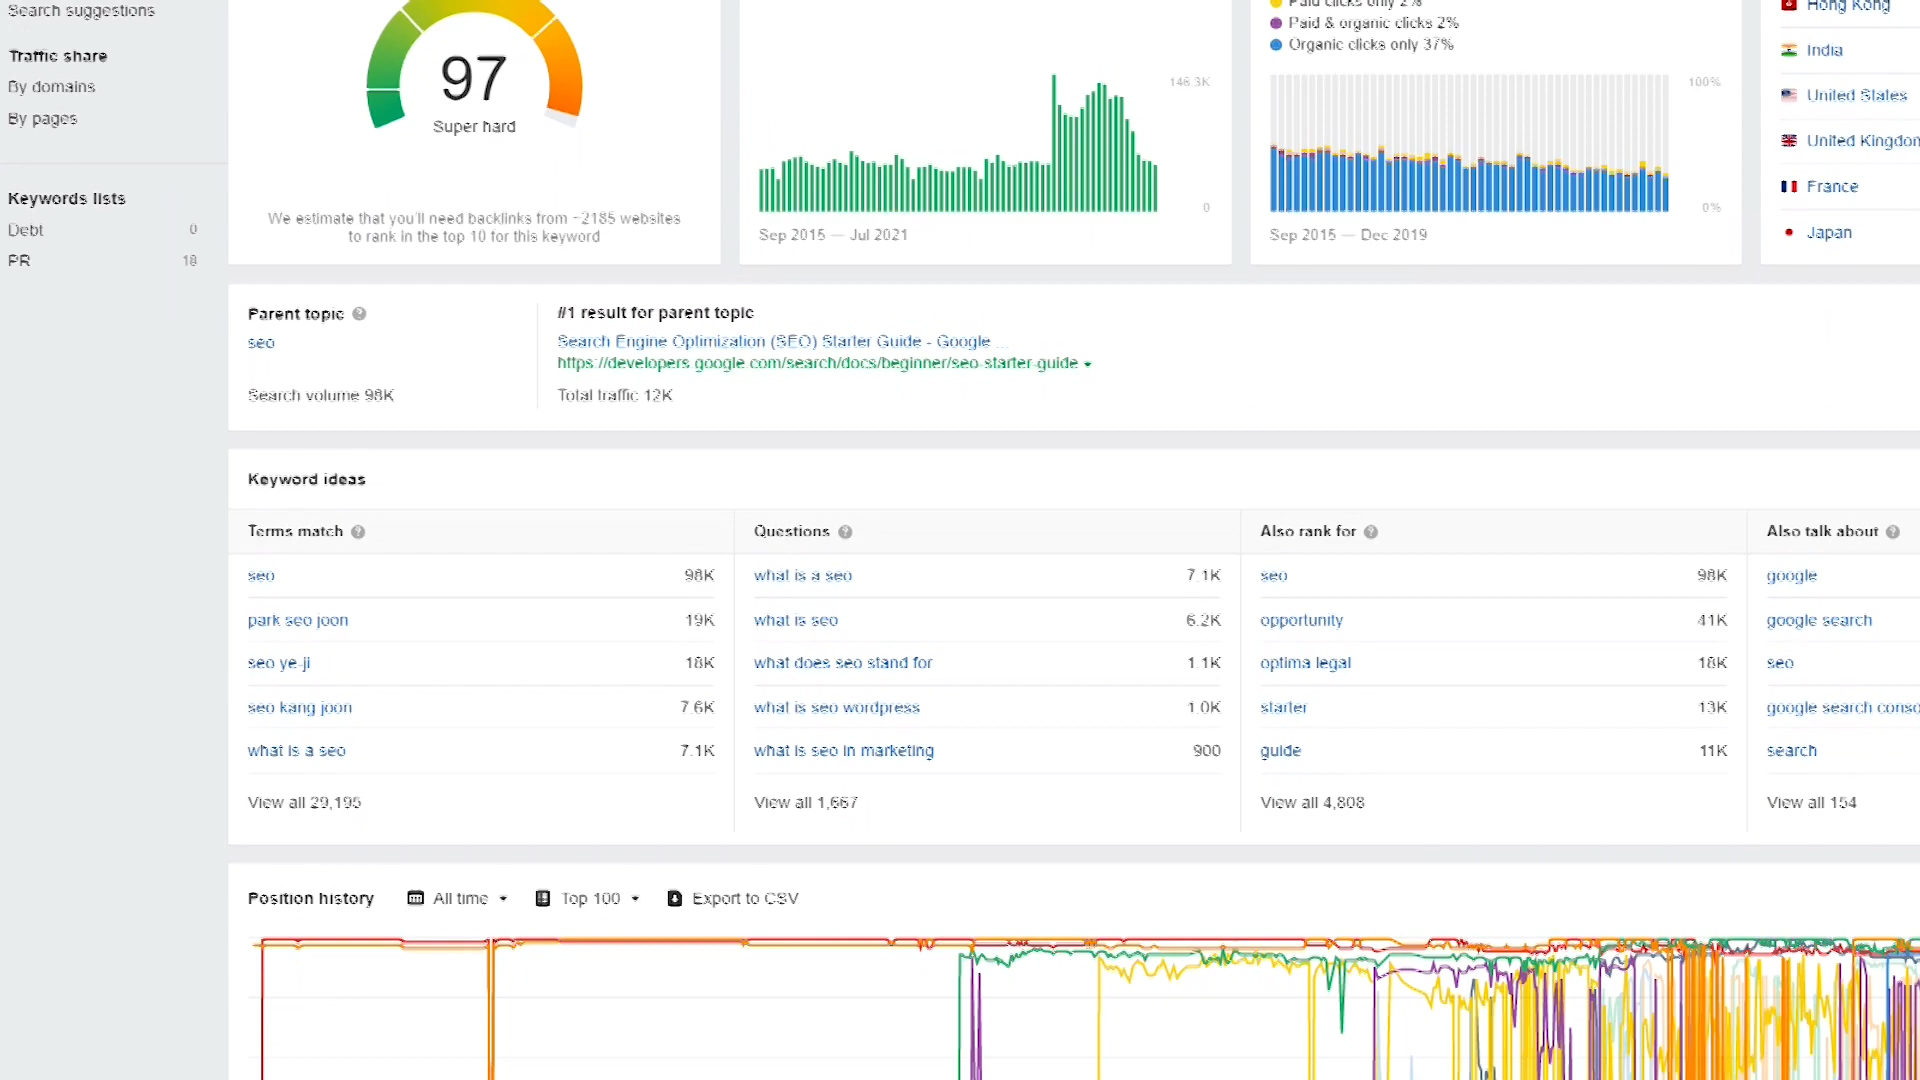 Search suggestions
Traffic share
By domains
By pages
Keywords lists
Debt 0
PR 18
97
Super hard
We estimate that you'll need backlinks from ~2185 websites
to rank in the top 10 for this keyword
146.3K
0
Sep 2015 — Jul 2021
Paid clicks only 2%
Paid & organic clicks 2%
Organic clicks only 37%
100%
0%
Sep 2015 — Dec 2019
Hong Kong
India
United States
United Kingdom
France
Japan
Parent topic
seo
Search volume 98K
#1 result for parent topic
Search Engine Optimization (SEO) Starter Guide - Google ...
https://developers.google.com/search/docs/beginner/seo-starter-guide
Total traffic 12K
Keyword ideas
Terms match
seo 98K
park seo joon 19K
seo ye-ji 18K
seo kang joon 7.6K
what is a seo 7.1K
View all 29,195
Questions
what is a seo 7.1K
what is seo 6.2K
what does seo stand for 1.1K
what is seo wordpress 1.0K
what is seo in marketing 900
View all 1,667
Also rank for
seo 98K
opportunity 41K
optima legal 18K
starter 13K
guide 11K
View all 4,808
Also talk about
google
google search
seo
google search conso
search
View all 154
Position history All time Top 100 Export to CSV